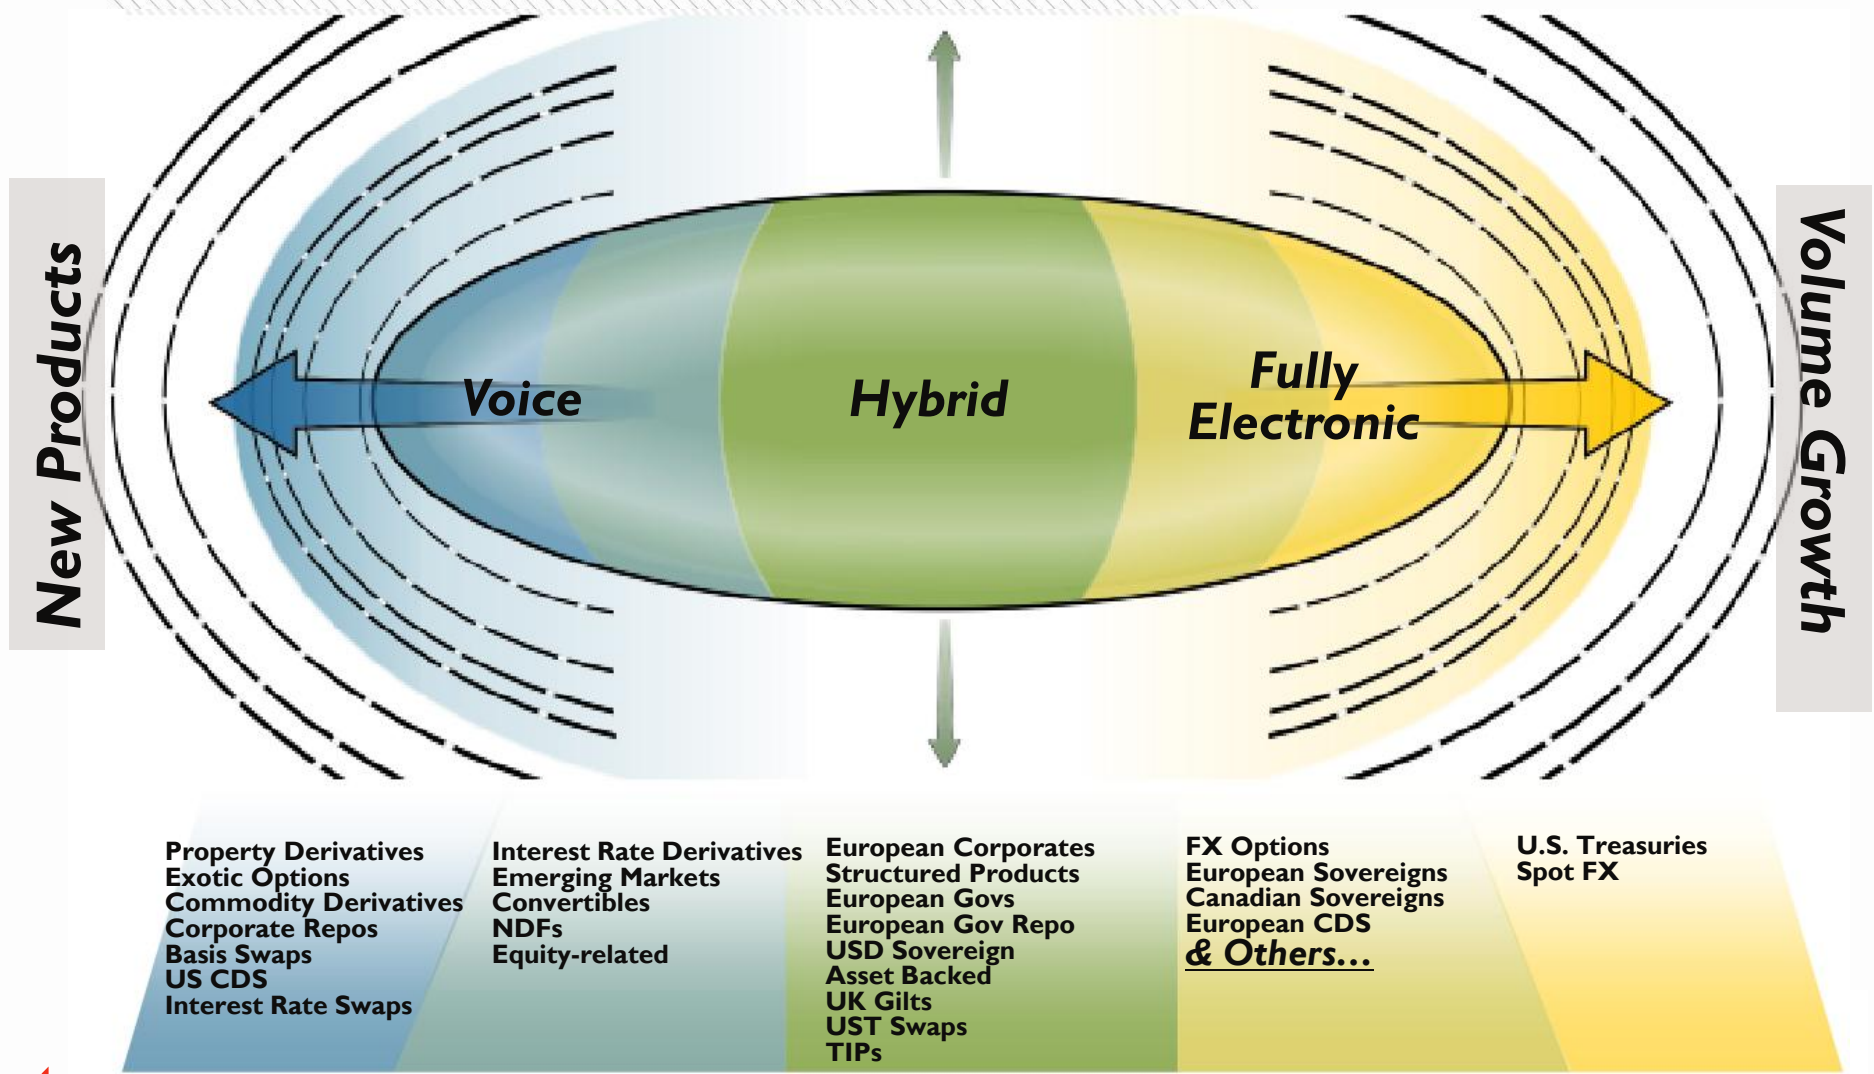 New Products
Volume Growth
Voice
Hybrid
Fully
Electronic
Property Derivatives
Exotic Options
Commodity Derivatives
Corporate Repos
Basis Swaps
US CDS
Interest Rate Swaps
Interest Rate Derivatives
Emerging Markets
Convertibles
NDFs
Equity-related
European Corporates
Structured Products
European Govs
European Gov Repo
USD Sovereign
Asset Backed
UK Gilts
UST Swaps
TIPs
FX Options
European Sovereigns
Canadian Sovereigns
European CDS
& Others…
U.S. Treasuries
Spot FX